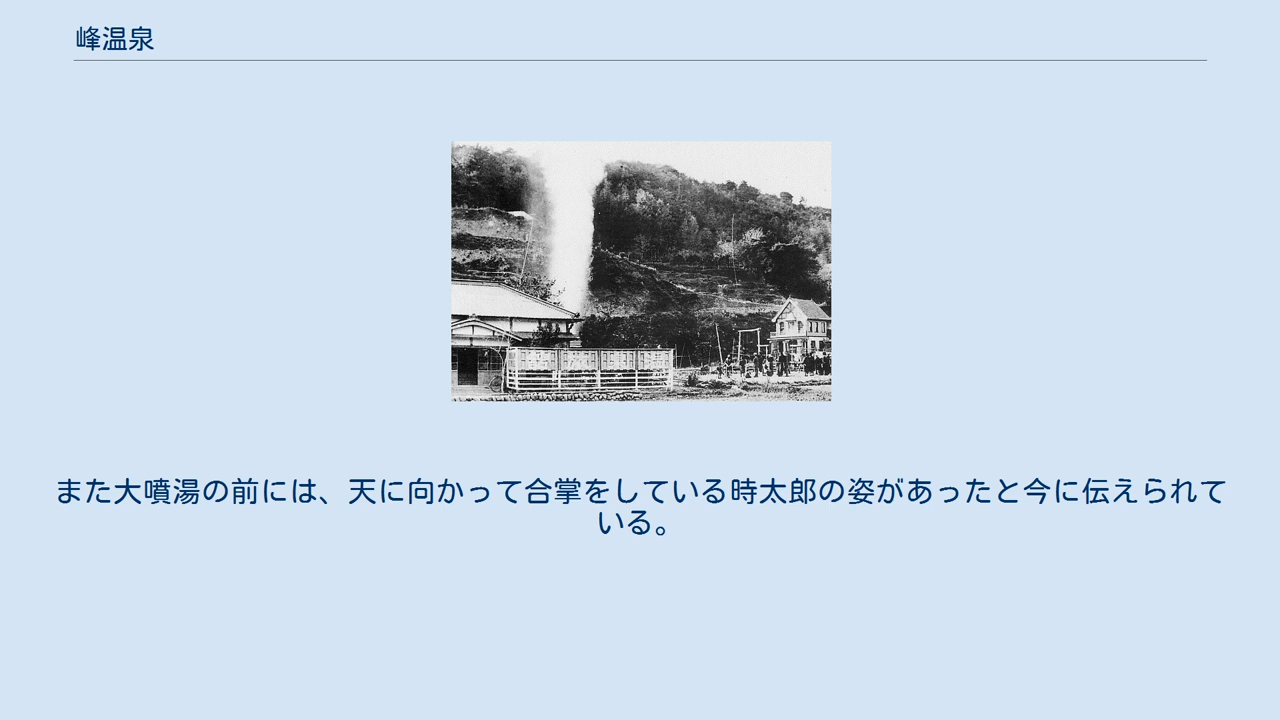 峰温泉
また大噴湯の前には、天に向かって合掌をしている時太郎の姿があったと今に伝えられて
いる。